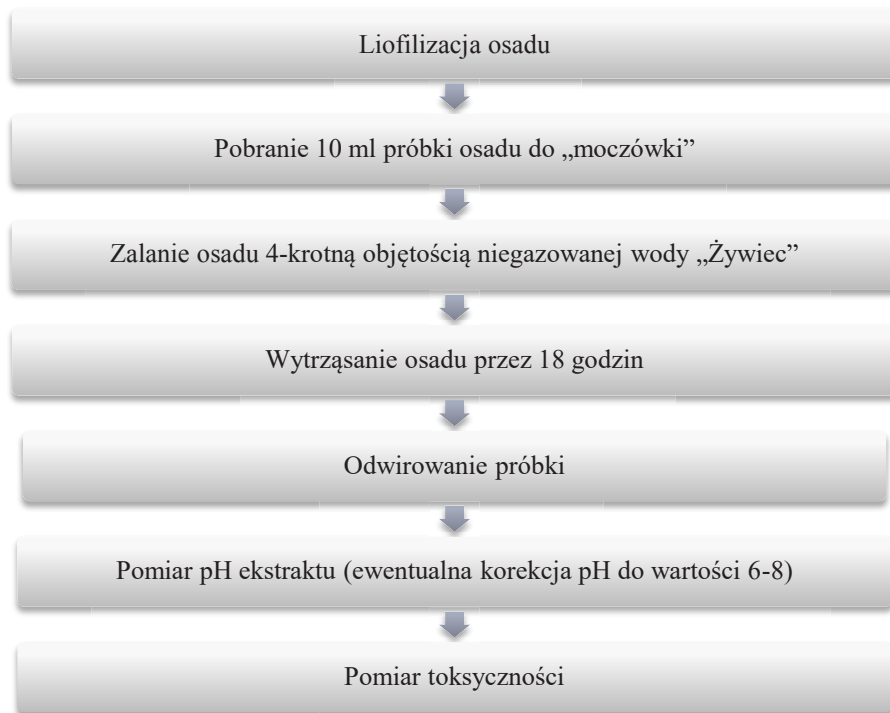 Liofilizacja osadu
Pobranie 10 ml próbki osadu do „moczówki”
Zalanie osadu 4-krotną objętością niegazowanej wody „Żywiec”
Wytrząsanie osadu przez 18 godzin
Odwirowanie próbki
Pomiar pH ekstraktu (ewentualna korekcja pH do wartości 6-8)
Pomiar toksyczności